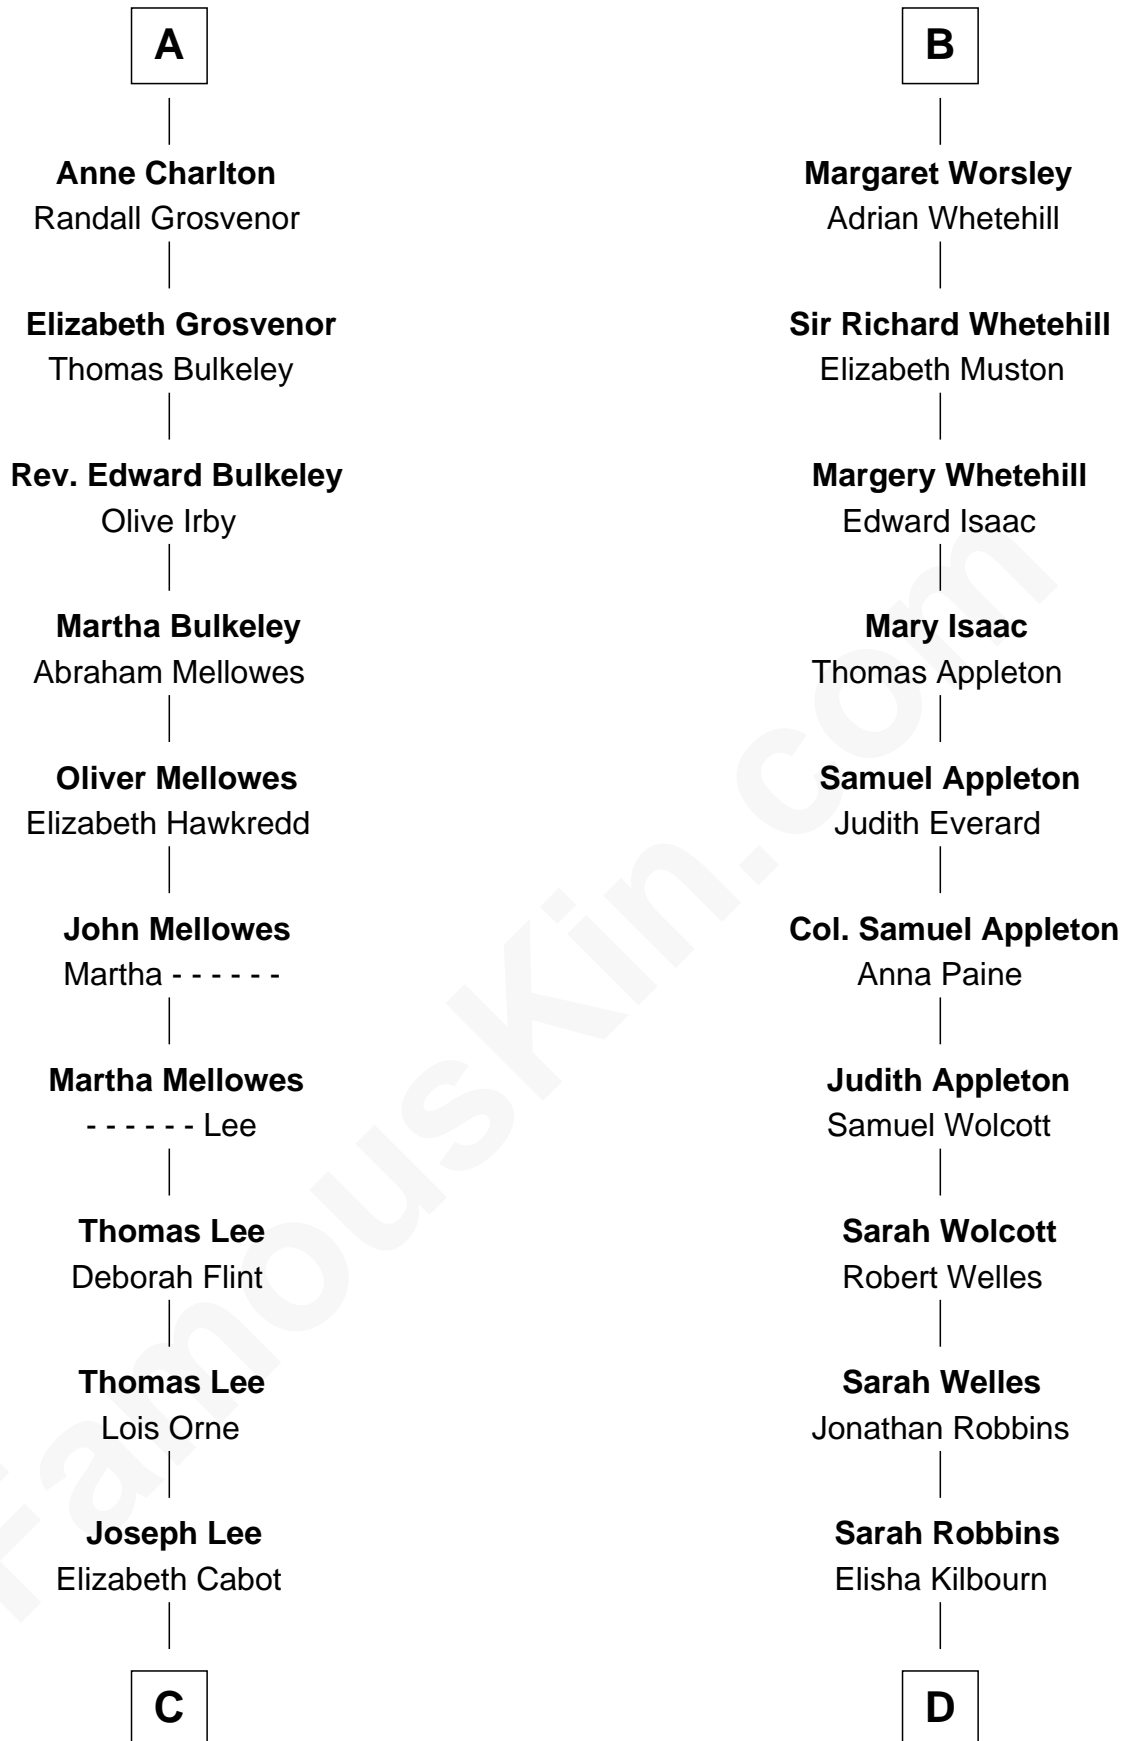 A
Anne Charlton
Randall Grosvenor
Elizabeth Grosvenor
Thomas Bulkeley
Rev. Edward Bulkeley
Olive Irby
Martha Bulkeley
Abraham Mellowes
Oliver Mellowes
Elizabeth Hawkredd
John Mellowes
Martha - - - - - -
Martha Mellowes
- - - - - - Lee
Thomas Lee
Deborah Flint
Thomas Lee
Lois Orne
Joseph Lee
Elizabeth Cabot
C
B
Margaret Worsley
Adrian Whetehill
Sir Richard Whetehill
Elizabeth Muston
Margery Whetehill
Edward Isaac
Mary Isaac
Thomas Appleton
Samuel Appleton
Judith Everard
Col. Samuel Appleton
Anna Paine
Judith Appleton
Samuel Wolcott
Sarah Wolcott
Robert Welles
Sarah Welles
Jonathan Robbins
Sarah Robbins
Elisha Kilbourn
D
FamousKin.com